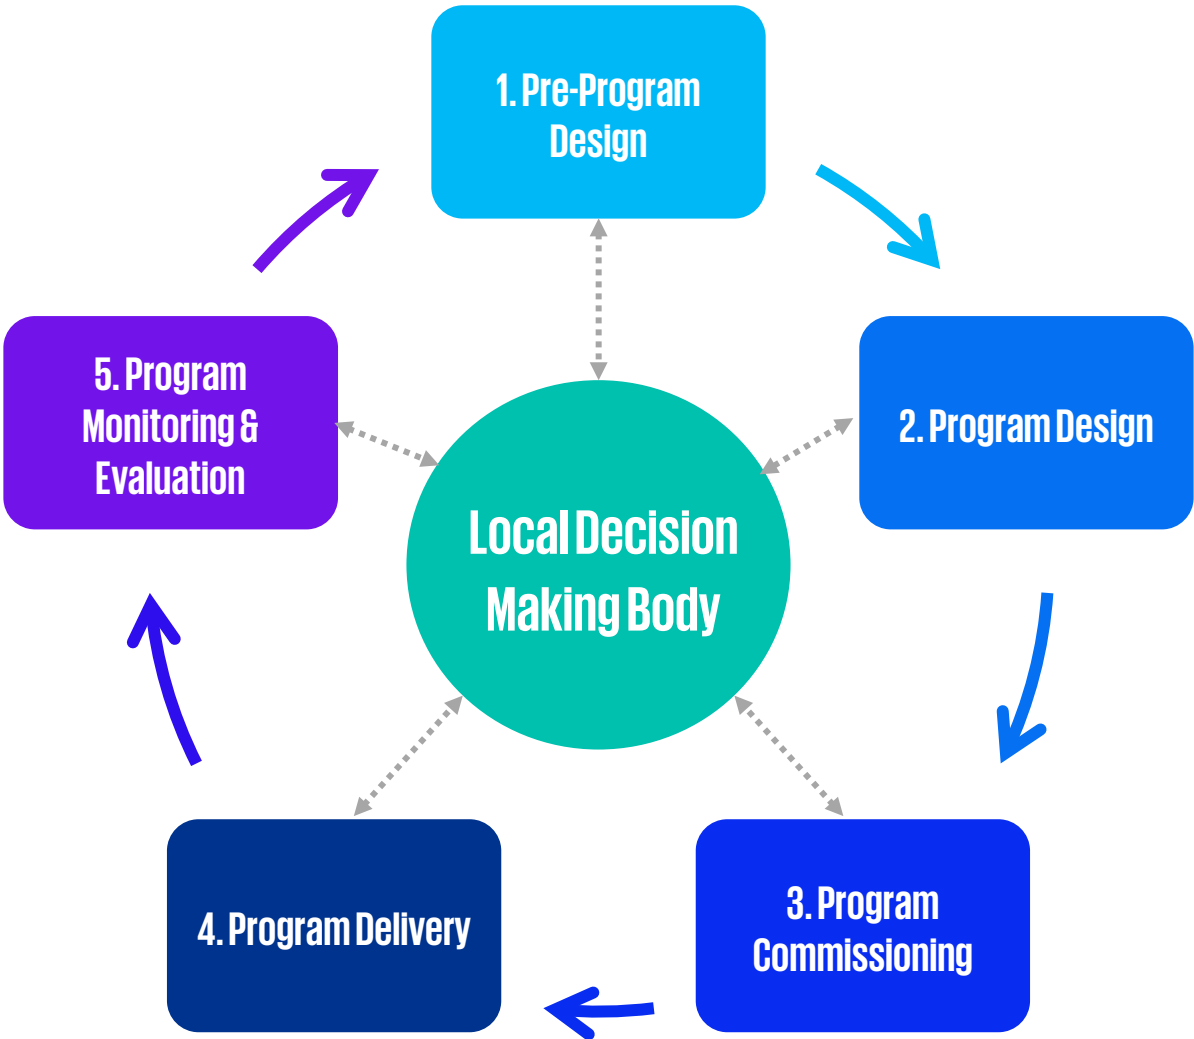 1. Pre-Program
Design
2. Program Design
3. Program
Commissioning
4. Program Delivery
5. Program
Monitoring &
Evaluation
Local Decision
Making Body